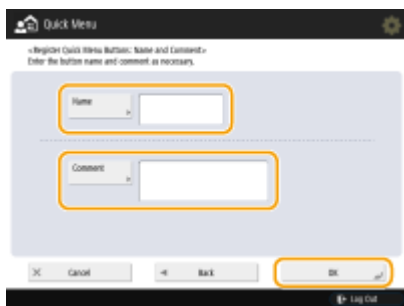 Quick Menu
<Register Quick Menu Buttons: Name and Comment>
Enter the button name and comment as necessary.
Name
Comment
Cancel
Back
OK
Log Out